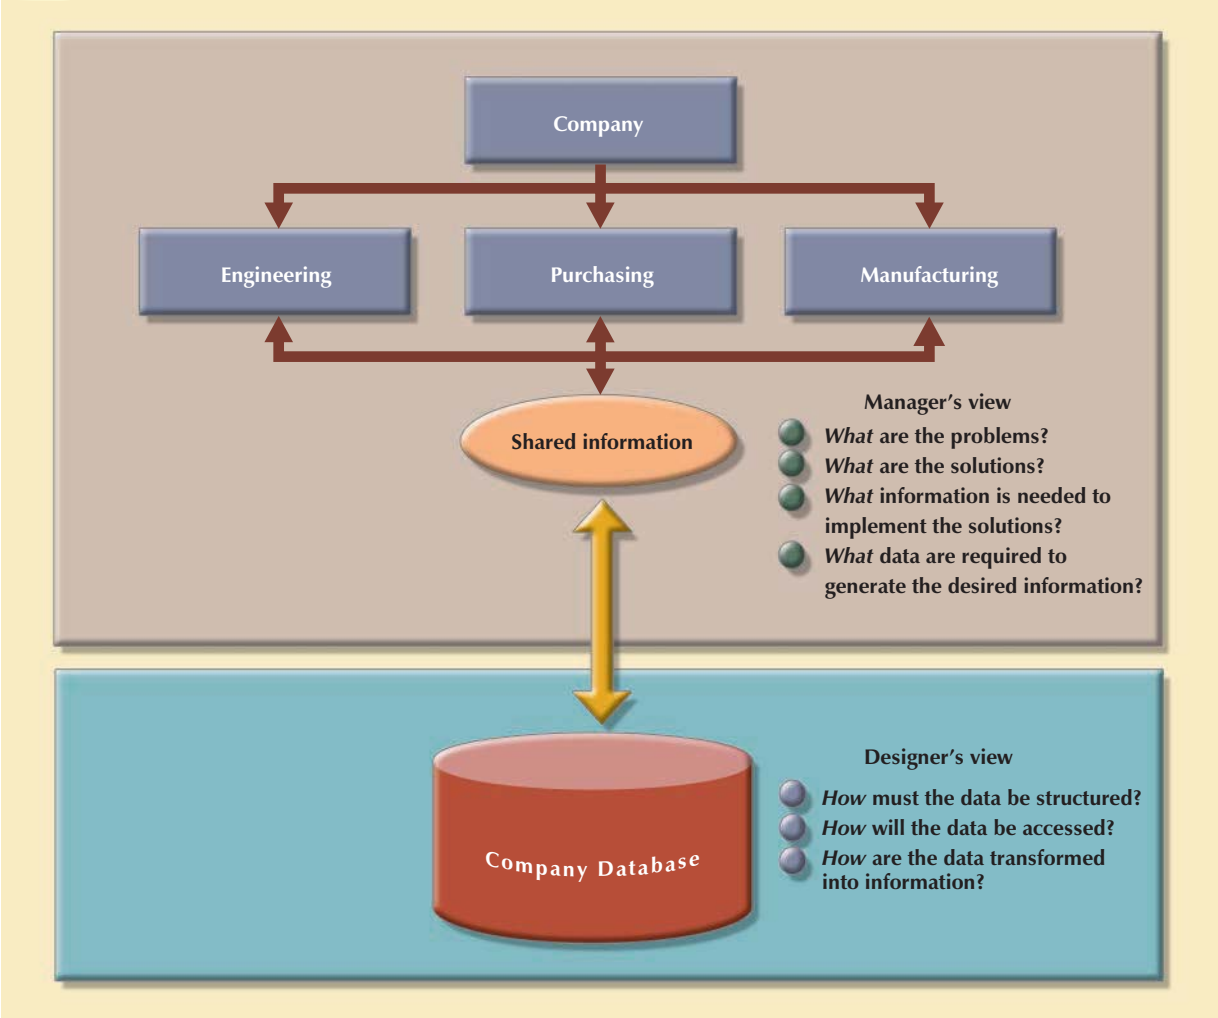 Company
Engineering
Purchasing
Manufacturing
Shared information
Manager’s view
What are the problems?
What are the solutions?
What information is needed to
implement the solutions?
What data are required to
generate the desired information?
Company Database
Designer’s view
How must the data be structured?
How will the data be accessed?
How are the data transformed
into information?